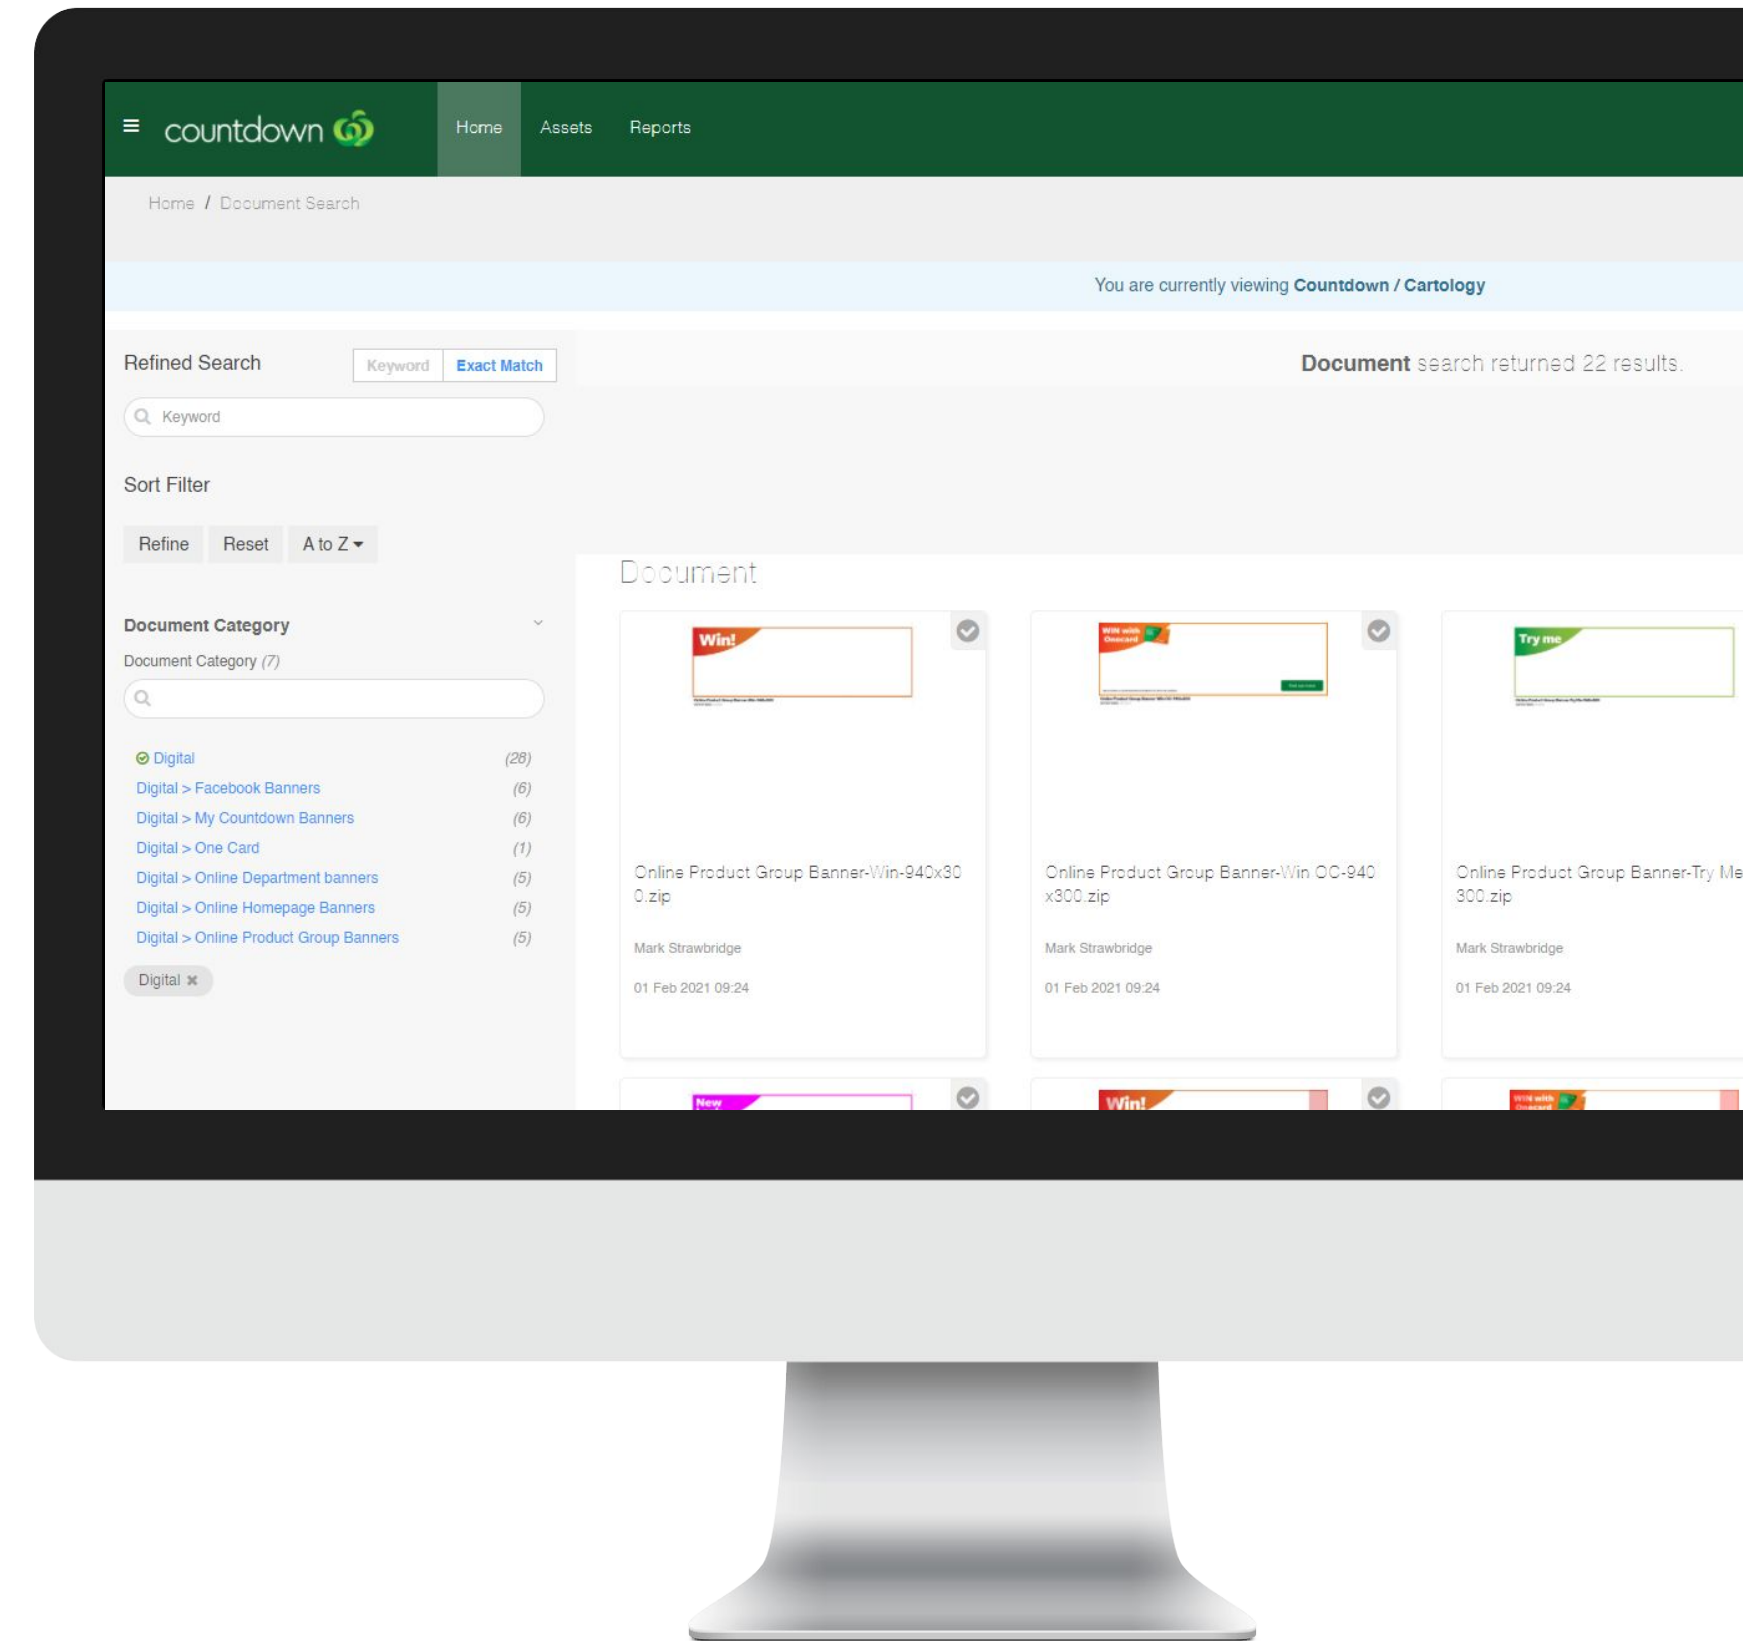 countdown
Home Assets Reports
Home / Document Search
You are currently viewing Countdown / Cartology
Refined Search Keyword Exact Match
Document search returned 22 results.
Keyword
Sort Filter
Refine Reset A to Z
Document
Document Category
Document Category (7)
Digital (28)
Digital > Facebook Banners (6)
Digital > My Countdown Banners (6)
Digital > One Card (1)
Digital > Online Department banners (5)
Digital > Online Homepage Banners (5)
Digital > Online Product Group Banners (5)
Digital
Win!
Online Product Group Banner-Win-940x30
0.zip
Mark Strawbridge
01 Feb 2021 09:24
WIN with
Onecard
Online Product Group Banner-Win OC-940
x300.zip
Mark Strawbridge
01 Feb 2021 09:24
Try me
Online Product Group Banner-Try Me
300.zip
Mark Strawbridge
01 Feb 2021 09:24
New
Win!
WIN with